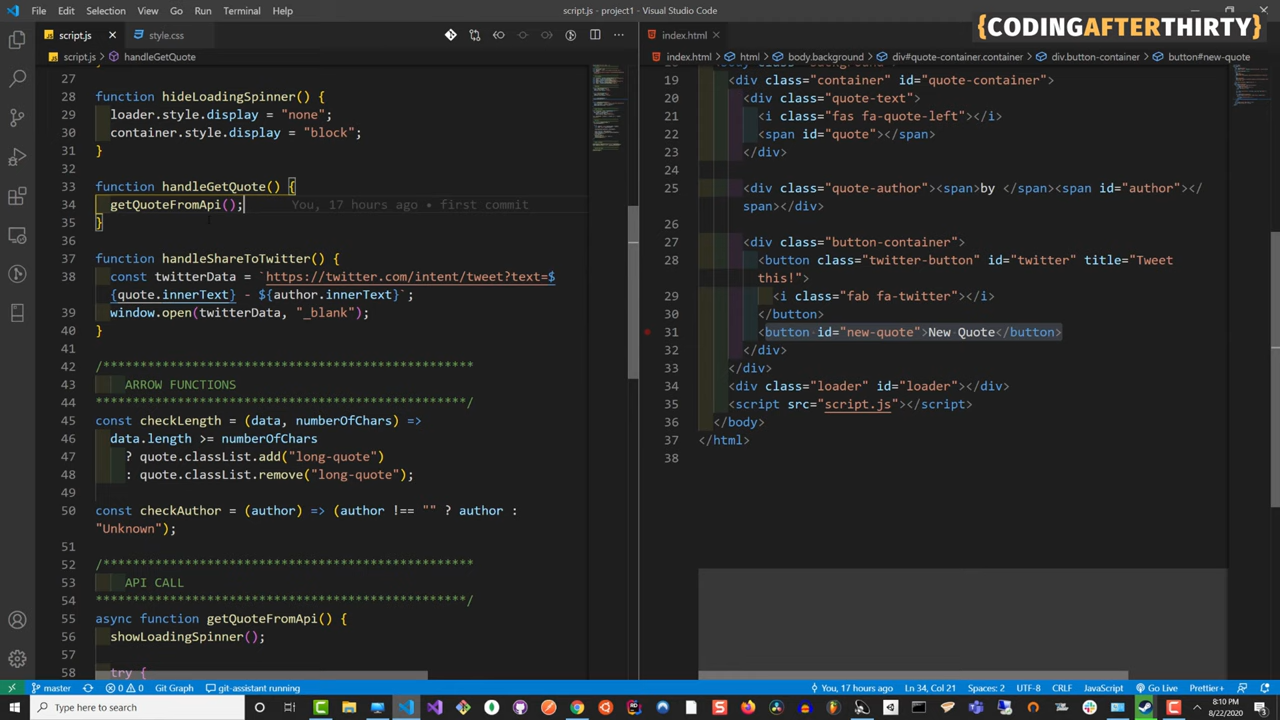 File Edit Selection View Go Run Terminal Help
script.js - project1 - Visual Studio Code
{CODINGAFTERTHIRTY}
script.js
style.css
index.html
script.js > handleGetQuote
index.html > html > body.background > div#quote-container.container > div.button-container > button#new-quote
27
28 function hideLoadingSpinner() {
29 loader.style.display = "none";
30 container.style.display = "block";
31 }
32
33 function handleGetQuote() {
34 getQuoteFromApi(); You, 17 hours ago • first commit
35 }
36
37 function handleShareToTwitter() {
38 const twitterData = `https://twitter.com/intent/tweet?text=$
{quote.innerText} - ${author.innerText}`;
39 window.open(twitterData, "_blank");
40 }
41
42 /***************************************************
43 ARROW FUNCTIONS
44 ***************************************************/
45 const checkLength = (data, numberOfChars) =>
46 data.length >= numberOfChars
47 ? quote.classList.add("long-quote")
48 : quote.classList.remove("long-quote");
49
50 const checkAuthor = (author) => (author !== "" ? author :
"Unknown");
51
52 /***************************************************
53 API CALL
54 ***************************************************/
55 async function getQuoteFromApi() {
56 showLoadingSpinner();
57
58 try {
19 <div class="container" id="quote-container">
20 <div class="quote-text">
21 <i class="fas fa-quote-left"></i>
22 <span id="quote"></span>
23 </div>
24
25 <div class="quote-author"><span>by </span><span id="author"></
span></div>
26
27 <div class="button-container">
28 <button class="twitter-button" id="twitter" title="Tweet
this!">
29 <i class="fab fa-twitter"></i>
30 </button>
31 <button id="new-quote">New Quote</button>
32 </div>
33 </div>
34 <div class="loader" id="loader"></div>
35 <script src="script.js"></script>
36 </body>
37 </html>
38
master 0 0 Git Graph git-assistant running
You, 17 hours ago Ln 34, Col 21 Spaces: 2 UTF-8 CRLF JavaScript Go Live Prettier+
Type here to search
8:10 PM
8/22/2020